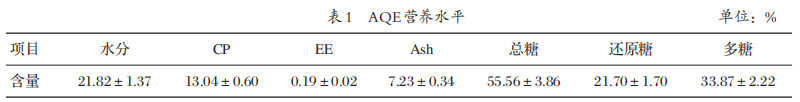 表1 AQE营养水平 单位：%
项目 水分 CP EE Ash 总糖 还原糖 多糖
含量 21.82±1.37 13.04±0.60 0.19±0.02 7.23±0.34 55.56±3.86 21.70±1.70 33.87±2.22